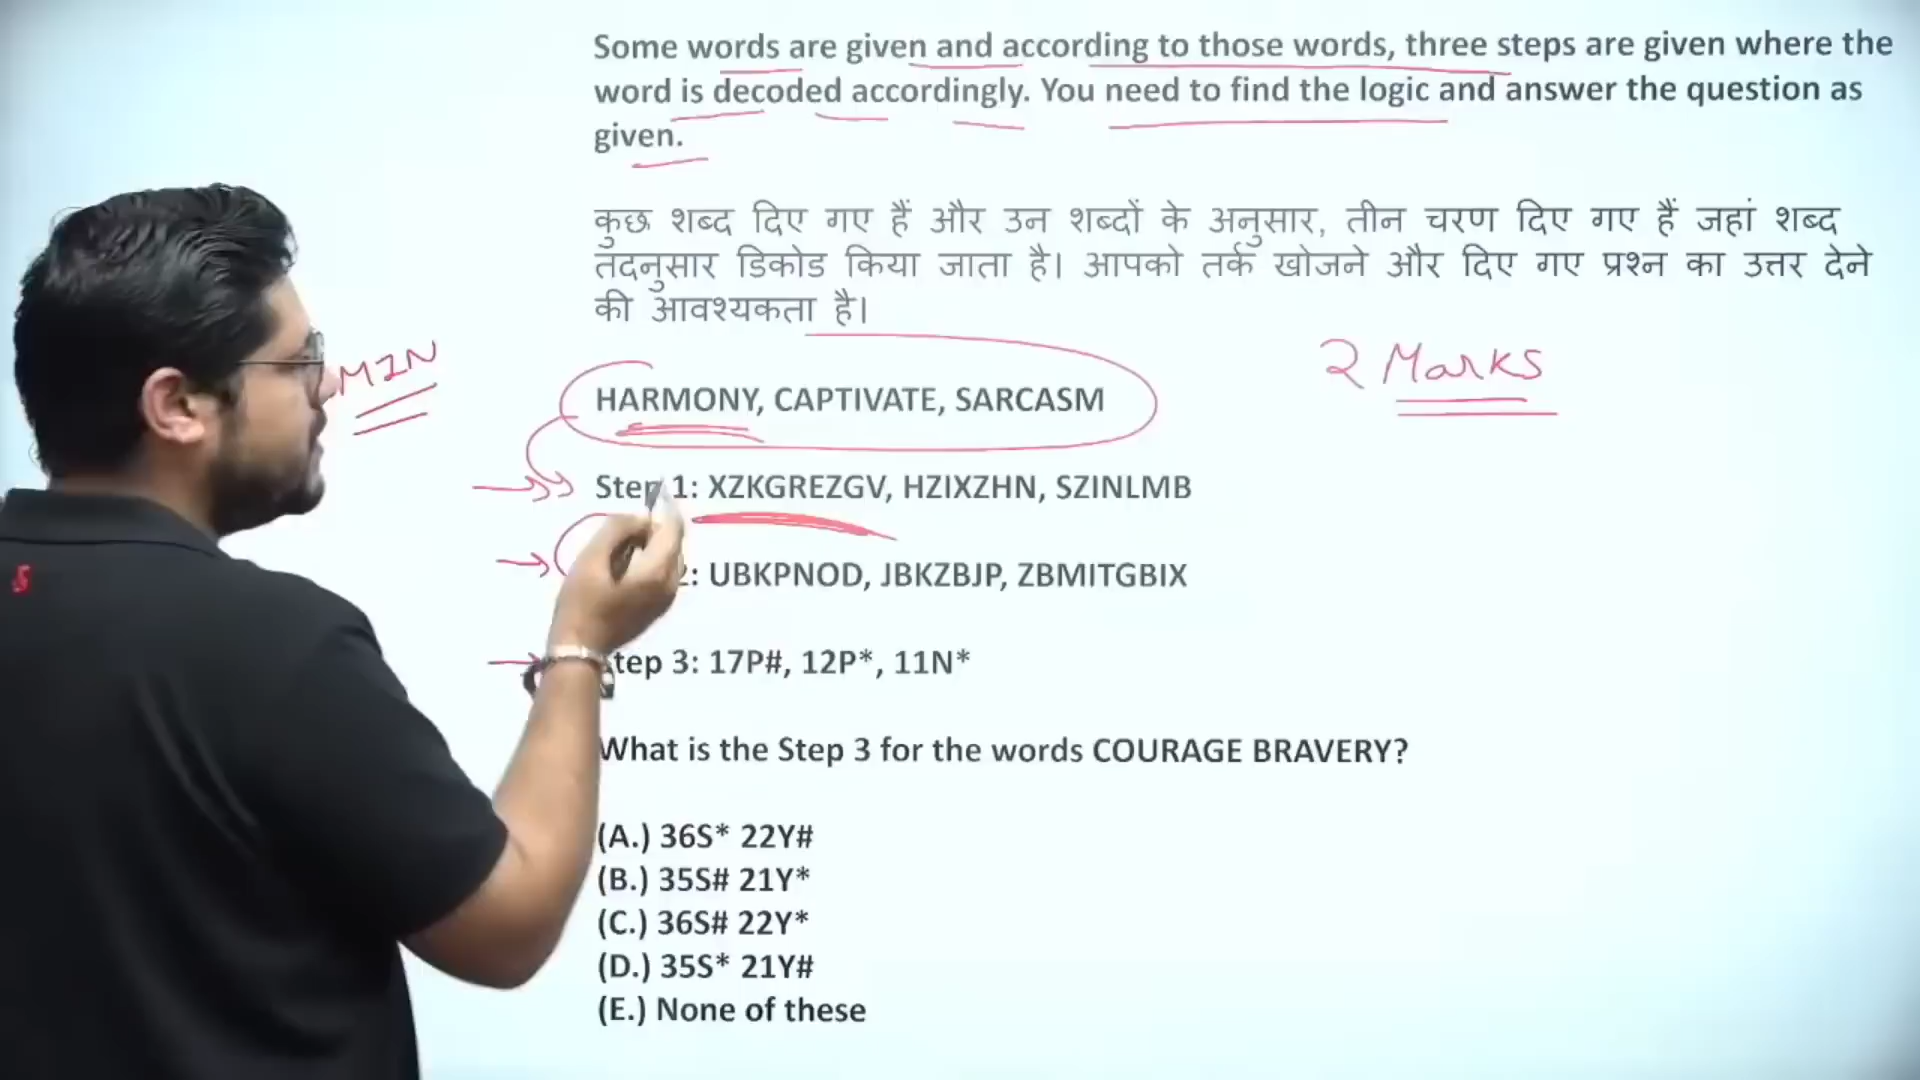 Some words are given and according to those words, three steps are given where the
word is decoded accordingly. You need to find the logic and answer the question as
given.
कुछ शब्द दिए गए हैं और उन शब्दों के अनुसार, तीन चरण दिए गए हैं जहां शब्द
तदनुसार डिकोड किया जाता है। आपको तर्क खोजने और दिए गए प्रश्न का उत्तर देने
की आवश्यकता है।
2 Marks
MIN
HARMONY, CAPTIVATE, SARCASM
Step 1: XZKGREZGV, HZIXZHN, SZINLMB
2: UBKPNOD, JBKZBJP, ZBMITGBIX
Step 3: 17P#, 12P*, 11N*
What is the Step 3 for the words COURAGE BRAVERY?
(A.) 36S* 22Y#
(B.) 35S# 21Y*
(C.) 36S# 22Y*
(D.) 35S* 21Y#
(E.) None of these